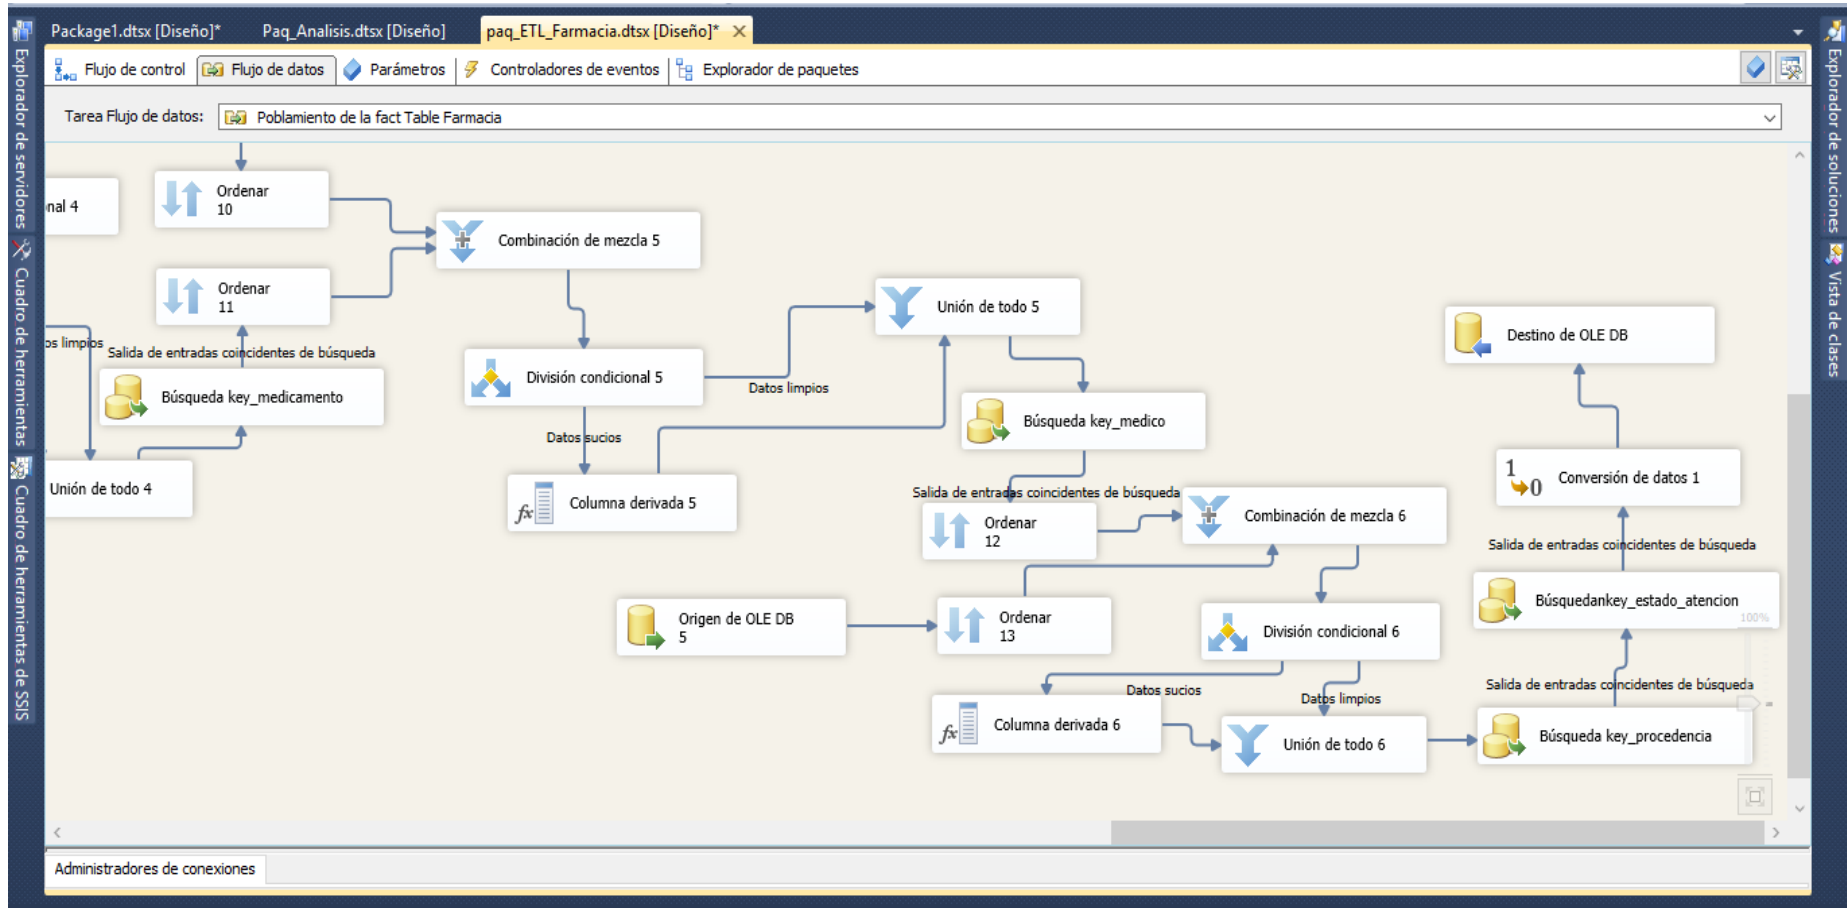 Package1.dtsx [Diseño]*
Paq_Analisis.dtsx [Diseño]
paq_ETL_Farmacia.dtsx [Diseño]*
Flujo de control
Flujo de datos
Parámetros
Controladores de eventos
Explorador de paquetes
Tarea Flujo de datos:
Poblamiento de la fact Table Farmacia
Explorador de servidores
Cuadro de herramientas
Cuadro de herramientas de SSIS
Explorador de soluciones
Vista de clases
nal 4
Ordenar
10
Combinación de mezcla 5
Ordenar
11
os limpios
Salida de entradas coincidentes de búsqueda
Búsqueda key_medicamento
Unión de todo 4
División condicional 5
Datos limpios
Datos sucios
Columna derivada 5
Unión de todo 5
Búsqueda key_medico
Salida de entradas coincidentes de búsqueda
Ordenar
12
Combinación de mezcla 6
Origen de OLE DB
5
Ordenar
13
División condicional 6
Datos sucios
Datos limpios
Columna derivada 6
Unión de todo 6
Destino de OLE DB
Conversión de datos 1
Salida de entradas coincidentes de búsqueda
Búsquedankey_estado_atencion
100%
Salida de entradas coincidentes de búsqueda
Búsqueda key_procedencia
Administradores de conexiones